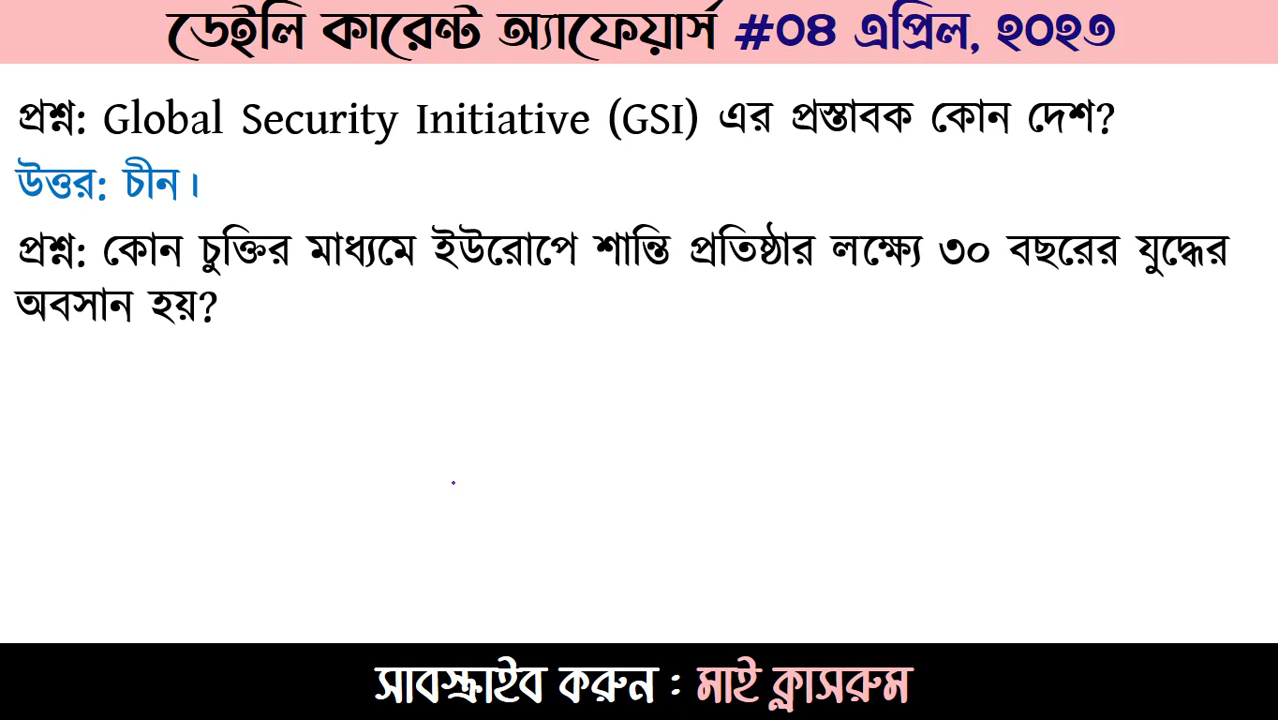 ডেইলি কারেন্ট অ্যাফেয়ার্স #০৪ এপ্রিল, ২০২৩
প্রশ্ন: Global Security Initiative (GSI) এর প্রস্তাবক কোন দেশ?
উত্তর: চীন।
প্রশ্ন: কোন চুক্তির মাধ্যমে ইউরোপে শান্তি প্রতিষ্ঠার লক্ষ্যে ৩০ বছরের যুদ্ধের
অবসান হয়?
সাবস্ক্রাইব করুন : মাই ক্লাসরুম